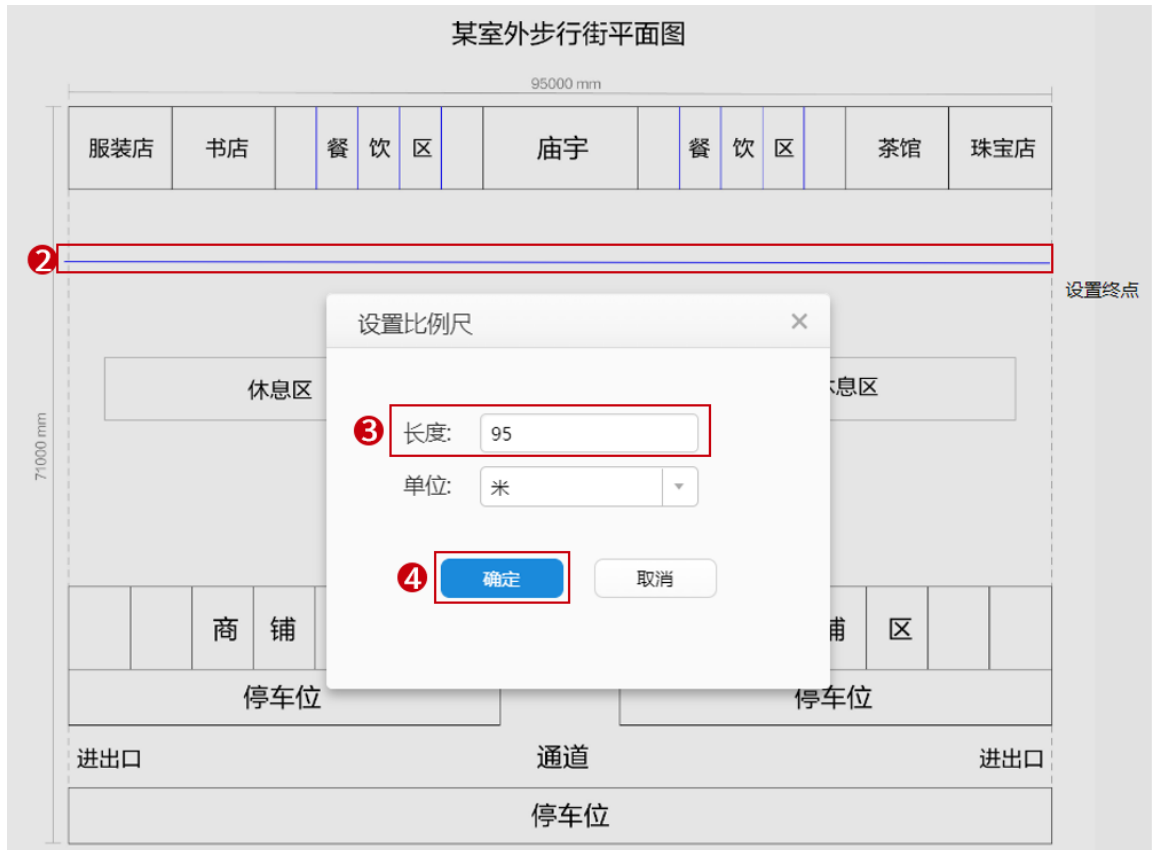 某室外步行街平面图
95000 mm
服装店 书店 餐 饮 区 庙宇 餐 饮 区 茶馆 珠宝店
2
设置终点
设置比例尺 ×
休息区 息区
3 长度: 95
71000 mm
单位: 米
4 确定 取消
商 铺 区
停车位 停车位
进出口 通道 进出口
停车位